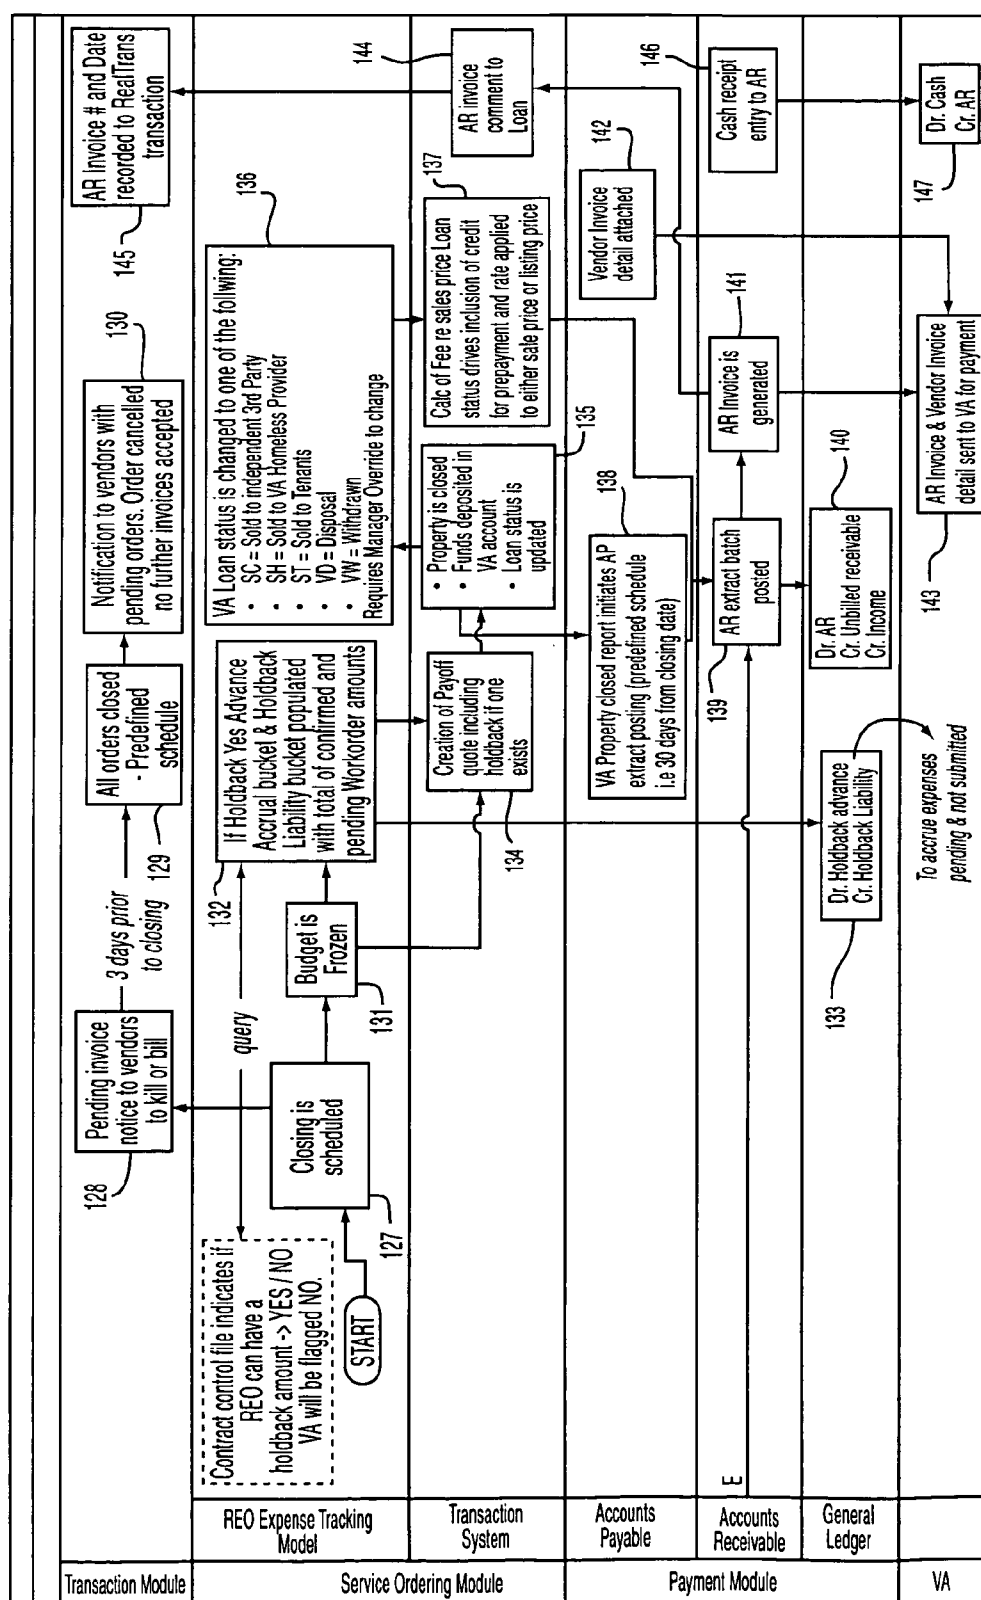 Transaction Module
Service Ordering Module
Payment Module
VA
REO Expense Tracking
Model
Transaction
System
Accounts
Payable
Accounts
Receivable
General
Ledger
Pending invoice
notice to vendors
to kill or bill
128
3 days prior
to closing
All orders closed
- Predefined
schedule
129
Notification to vendors with
pending orders. Order cancelled
no further invoices accepted
130
AR Invoice # and Date
recorded to RealTrans
transaction
145
Contract control file indicates if
REO can have a
holdback amount -> YES / NO
VA will be flagged NO.
START
query
Closing is
scheduled
127
Budget is
Frozen
131
If Holdback Yes Advance
Accrual bucket & Holdback
Liability bucket populated
with total of confirmed and
pending Workorder amounts
132
VA Loan status is changed to one of the follwing:
• SC = Sold to independent 3rd Party
• SH = Sold to VA Homeless Provider
• ST = Sold to Tenants
• VD = Disposal
• VW = Withdrawn
Requires Manager Override to change
136
Creation of Payoff
quote including
holdback if one
exists
134
• Property is closed
• Funds deposited in
VA account
• Loan status is
updated
135
Calc of Fee re sales price Loan
status drives inclusion of credit
for prepayment and rate applied
to either sale price or listing price
137
AR invoice
comment to
Loan
144
VA Property closed report initiates AP
extract posting (predefined schedule
i.e 30 days from closing date)
138
Vendor Invoice
detail attached
142
E
AR extract batch
posted
139
AR Invoice is
generated
141
Cash receipt
entry to AR
146
Dr. Holdback advance
Cr. Holdback Liability
133
Dr. AR
Cr. Unbilled receivable
Cr. Income
140
To accrue expenses
pending & not submitted
AR Invoice & Vendor Invoice
detail sent to VA for payment
143
Dr. Cash
Cr. AR
147